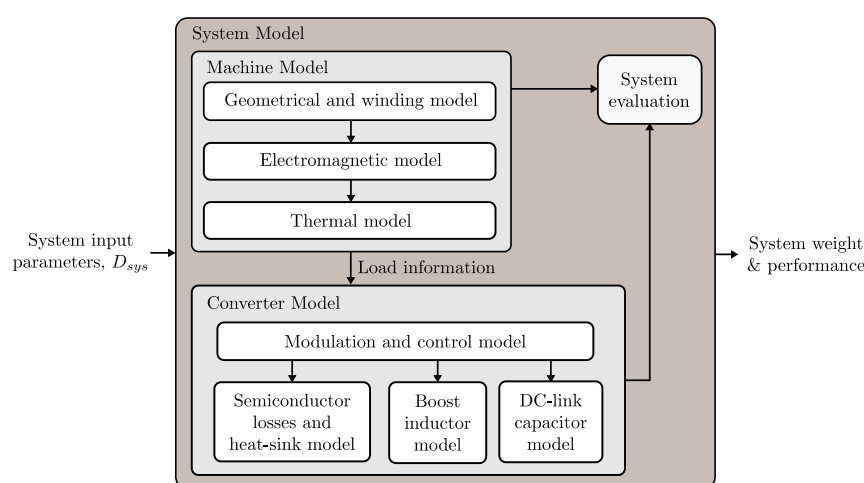 System Model
Machine Model
Geometrical and winding model
Electromagnetic model
Thermal model
System
evaluation
System input
parameters, D_sys
Load information
System weight
& performance
Converter Model
Modulation and control model
Semiconductor
losses and
heat-sink model
Boost
inductor
model
DC-link
capacitor
model